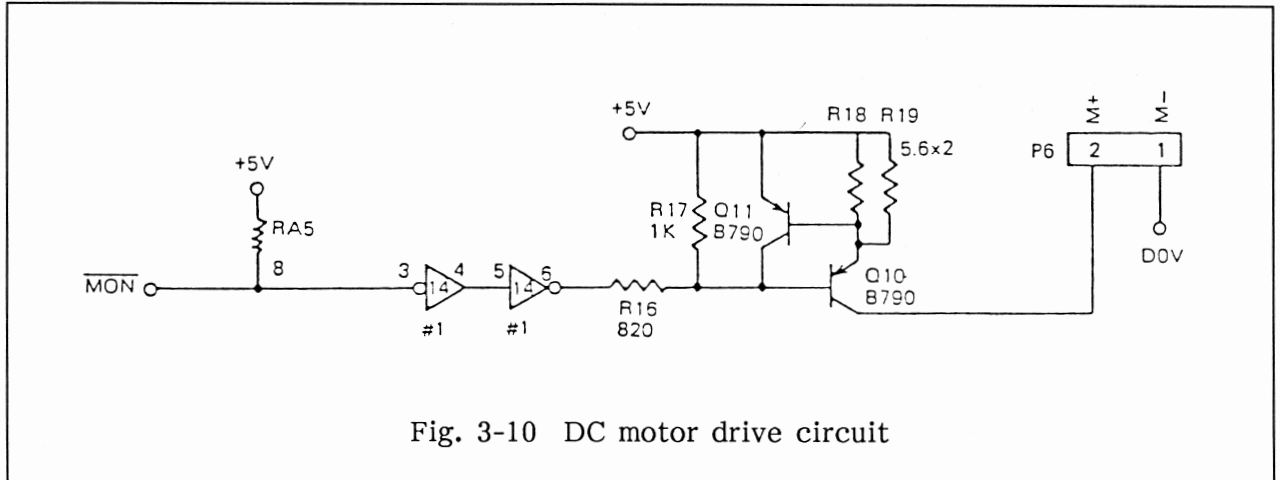 +5V
R18 R19
5.6x2
M+
M-
P6
2
1
+5V
RA5
8
R17
1K
Q11
B790
D0V
MON
3
14
4
5
14
6
#1
#1
R16
820
Q10
B790
Fig. 3-10 DC motor drive circuit